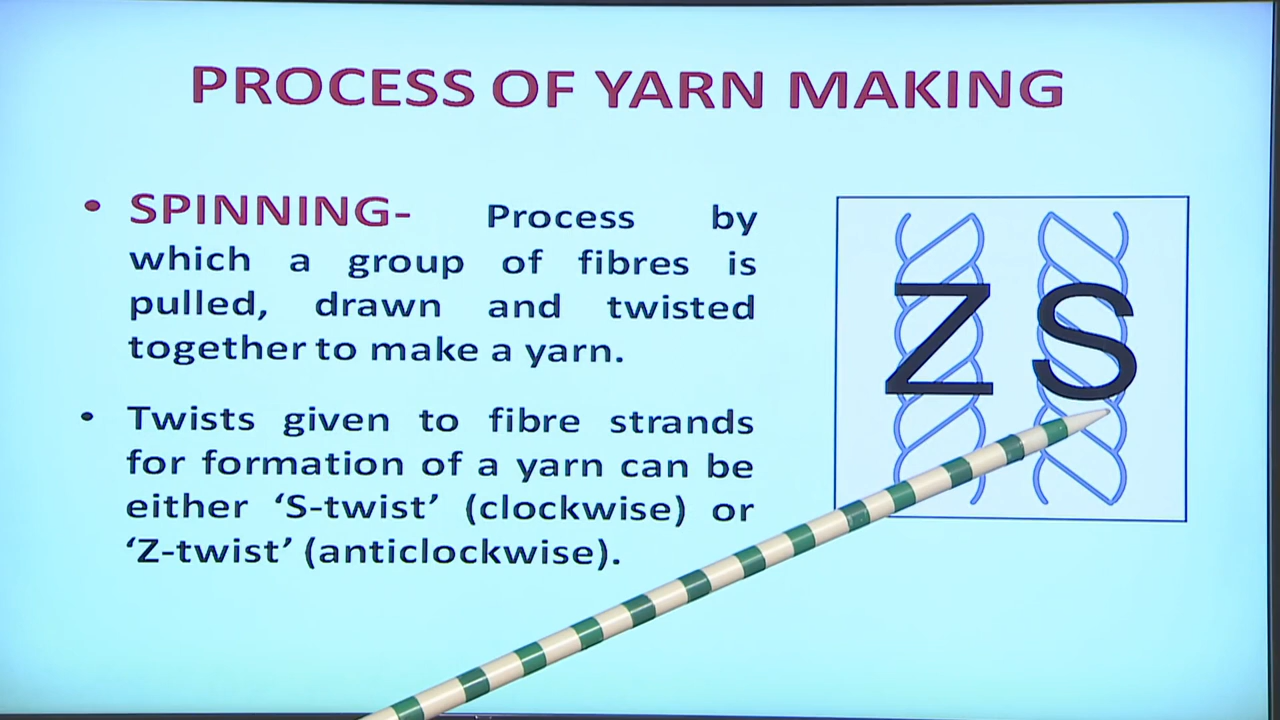 PROCESS OF YARN MAKING
• SPINNING- Process by
which a group of fibres is
pulled, drawn and twisted
together to make a yarn.
• Twists given to fibre strands
for formation of a yarn can be
either ‘S-twist’ (clockwise) or
‘Z-twist’ (anticlockwise).
Z S